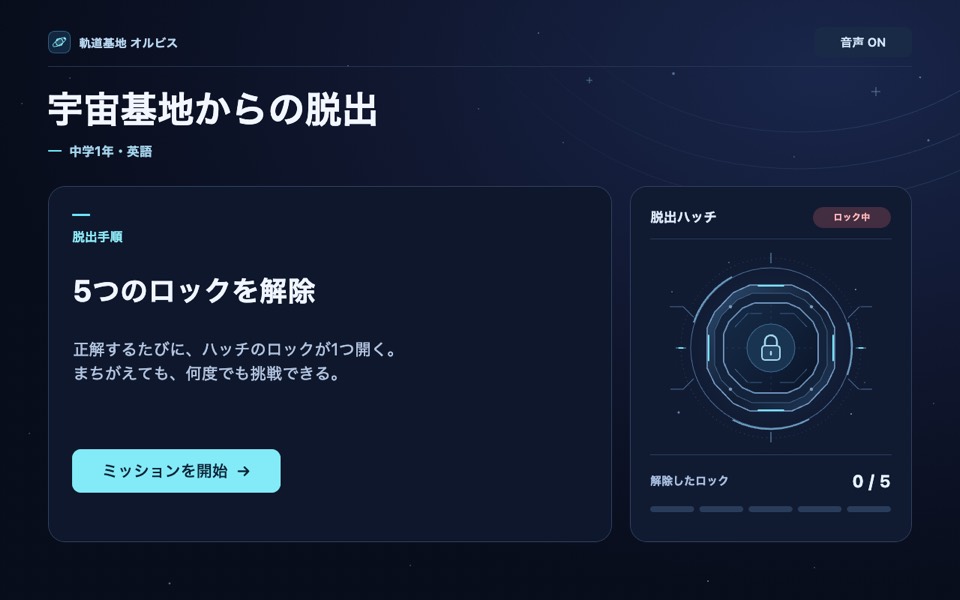 軌道基地 オルビス
音声 ON
宇宙基地からの脱出
中学1年・英語
脱出手順
5つのロックを解除
正解するたびに、ハッチのロックが1つ開く。
まちがえても、何度でも挑戦できる。
ミッションを開始 →
脱出ハッチ
ロック中
解除したロック
0 / 5